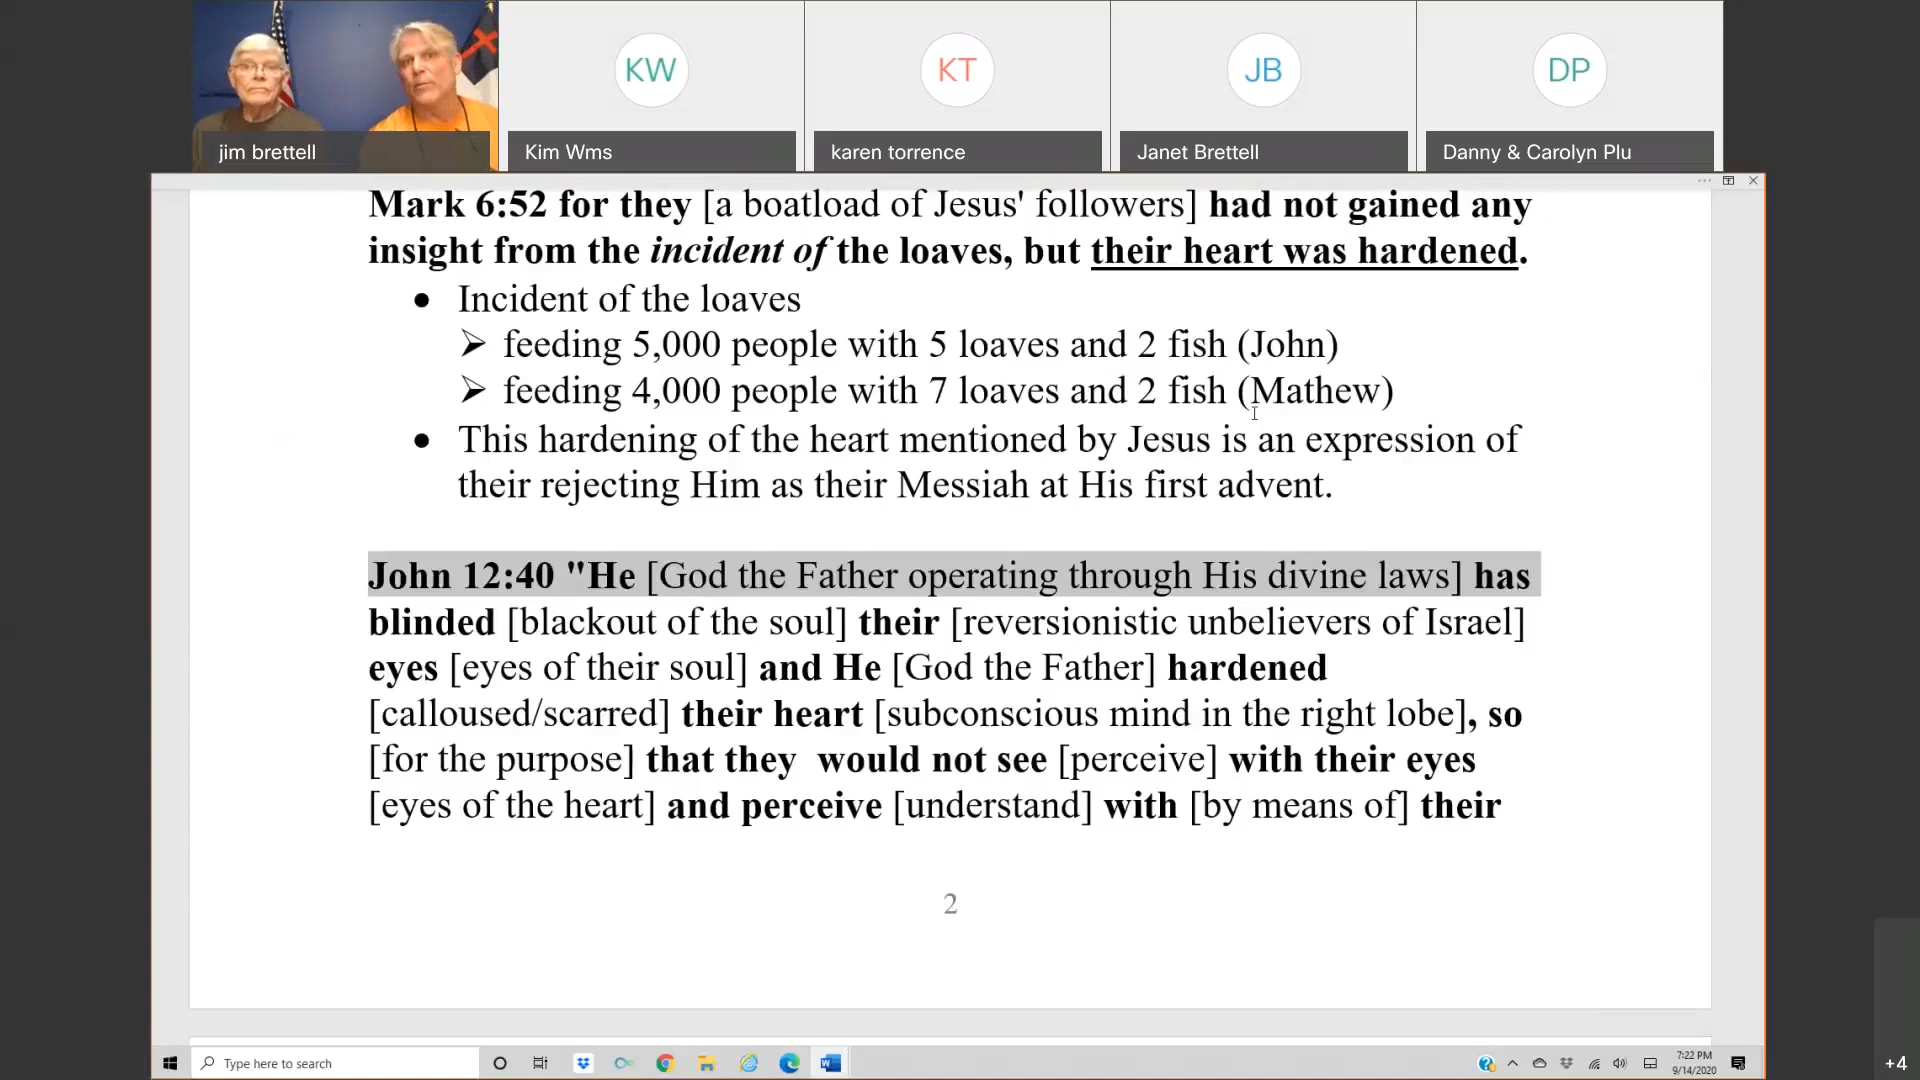 KW
KT
JB
DP
jim brettell
Kim Wms
karen torrence
Janet Brettell
Danny & Carolyn Plu
Mark 6:52 for they [a boatload of Jesus' followers] had not gained any
insight from the incident of the loaves, but their heart was hardened.
• Incident of the loaves
➢ feeding 5,000 people with 5 loaves and 2 fish (John)
➢ feeding 4,000 people with 7 loaves and 2 fish (Mathew)
• This hardening of the heart mentioned by Jesus is an expression of
their rejecting Him as their Messiah at His first advent.
John 12:40 "He [God the Father operating through His divine laws] has
blinded [blackout of the soul] their [reversionistic unbelievers of Israel]
eyes [eyes of their soul] and He [God the Father] hardened
[calloused/scarred] their heart [subconscious mind in the right lobe], so
[for the purpose] that they would not see [perceive] with their eyes
[eyes of the heart] and perceive [understand] with [by means of] their
2
Type here to search
7:22 PM
9/14/2020
+4